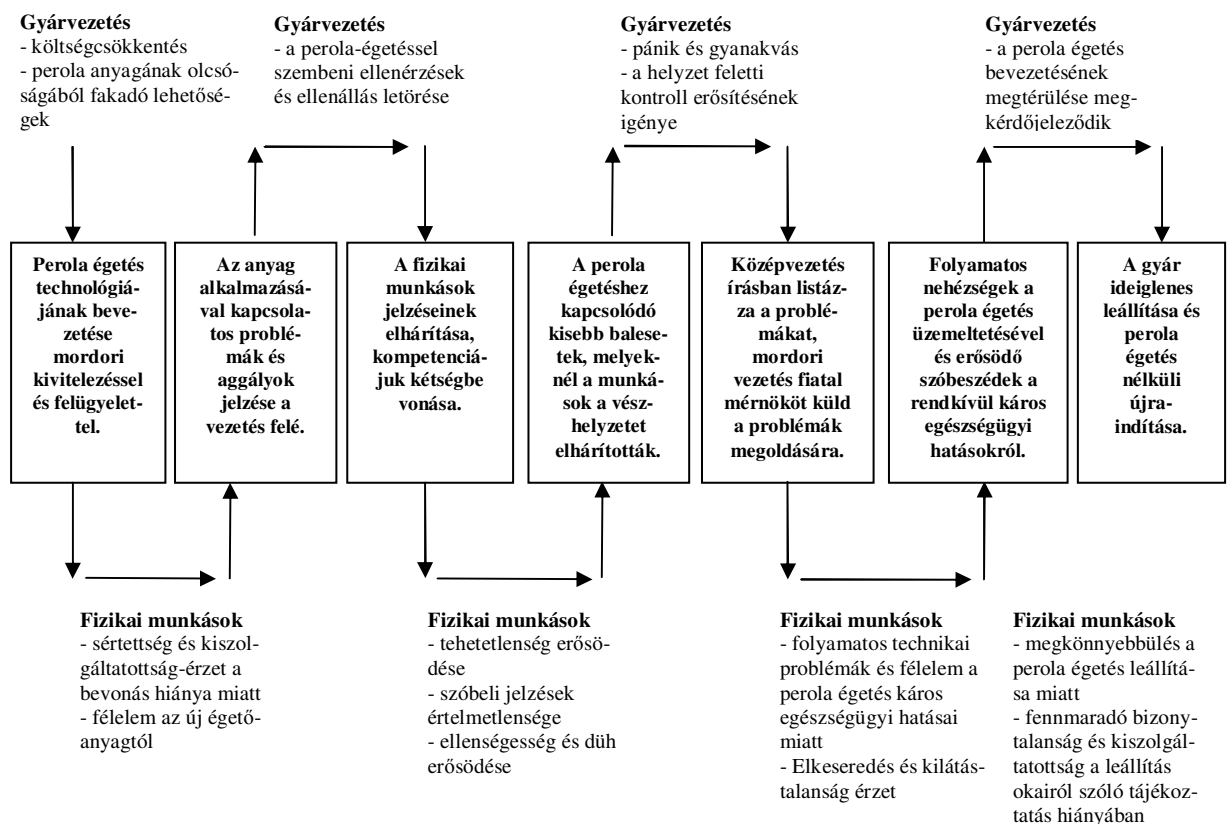 Gyárvezetés
- költségcsökkentés
- perola anyagának olcsó-
ságából fakadó lehetősé-
gek
Gyárvezetés
- a perola-égetéssel
szembeni ellenérzések
és ellenállás letörése
Gyárvezetés
- pánik és gyanakvás
- a helyzet feletti
kontroll erősítésének
igénye
Gyárvezetés
- a perola égetés
bevezetésének
megtérülése meg-
kérdőjeleződik
Perola égetés
technológiá-
jának beve-
zetése
mordori
kivitelezéssel
és felügyelet-
tel.
Az anyag
alkalmazásá-
val kapcsola-
tos problé-
mák és
aggályok
jelzése a
vezetés felé.
A fizikai
munkások
jelzéseinek
elhárítása,
kompetenciá-
juk kétségbe
vonása.
A perola
égetéshez
kapcsolódó
kisebb balese-
tek, melyek-
nél a munká-
sok a vész-
helyzetet
elhárították.
Középvezetés
írásban listáz-
za a problé-
mákat,
mordori
vezetés fiatal
mérnököt küld
a problémák
megoldására.
Folyamatos
nehézségek a
perola égetés
üzemeltetésével
és erősödő
szóbeszédek a
rendkívül káros
egészségügyi
hatásokról.
A gyár
ideiglenes
leállítása és
perola
égetés
nélküli
újra-
indítása.
Fizikai munkások
- sértettség és kiszol-
gáltatottság-érzet a
bevonás hiánya miatt
- félelem az új égető-
anyagtól
Fizikai munkások
- tehetetlenség erősö-
dése
- szóbeli jelzések
értelmetlensége
- ellenségesség és düh
erősödése
Fizikai munkások
- folyamatos technikai
problémák és félelem a
perola égetés káros
egészségügyi hatásai
miatt
- Elkeseredés és kilátás-
talanság érzet
Fizikai munkások
- megkönnyebbülés a
perola égetés leállítá-
sa miatt
- fennmaradó bizony-
talanság és kiszolgál-
tatottság a leállítás
okairól szóló tájékoz-
tatás hiányában